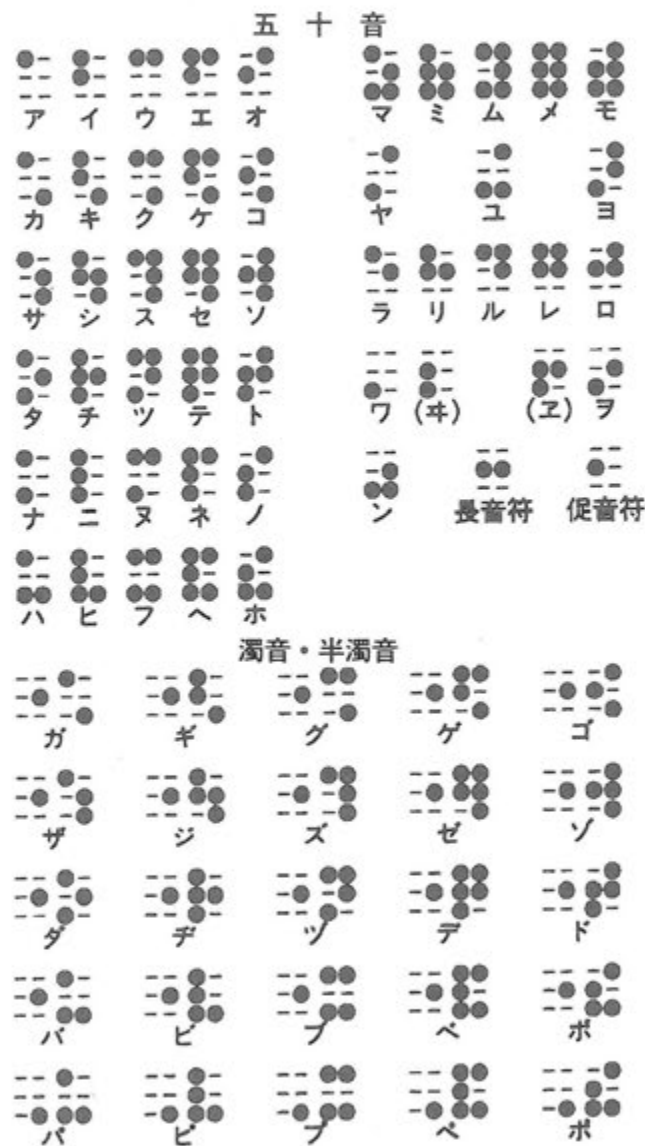 五十音
ア イ ウ エ オ
カ キ ク ケ コ
サ シ ス セ ソ
タ チ ツ テ ト
ナ ニ ヌ ネ ノ
ハ ヒ フ ヘ ホ
マ ミ ム メ モ
ヤ ユ ヨ
ラ リ ル レ ロ
ワ (ヰ) (ヱ) ヲ
ン 長音符 促音符
濁音・半濁音
ガ ギ グ ゲ ゴ
ザ ジ ズ ゼ ゾ
ダ ヂ ヅ デ ド
バ ビ ブ ベ ボ
パ ピ プ ペ ポ